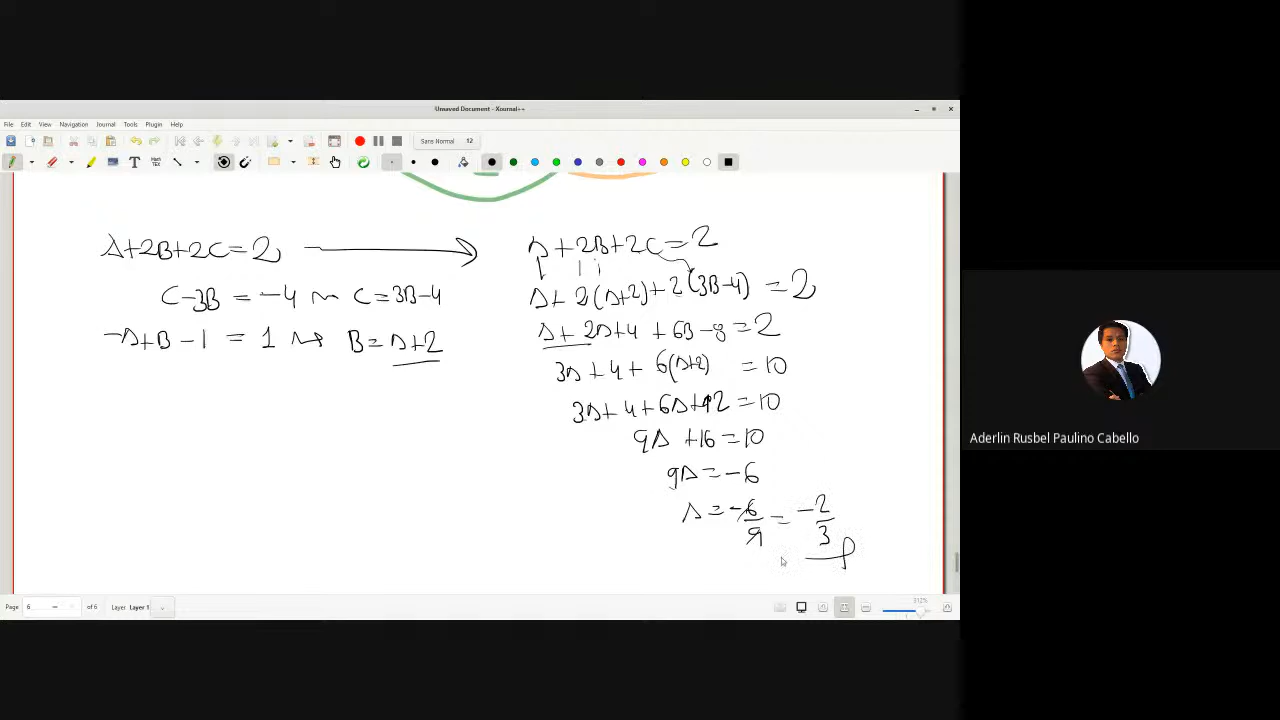 Unsaved Document - Xournal++
File Edit View Navigation Journal Tools Plugin Help
Sans Normal 12
A+2B+2C=2
C-3B = -4 ⇝ C=3B-4
-A+B-1 = 1 ⇝ B=A+2
A+2B+2C=2
A+2(A+2)+2(3B-4) = 2
A+2A+4 + 6B-8=2
3A+4+ 6(A+2) = 10
3A+4+6A+12 = 10
9A +16 = 10
9A = -6
A = -6/9 = -2/3
Aderlin Rusbel Paulino Cabello
Page 6 of 6 Layer Layer 1
312%